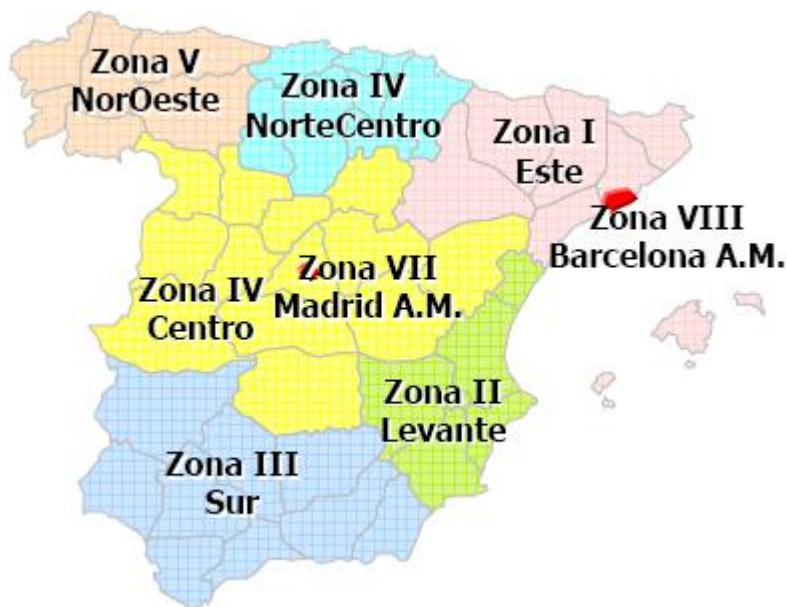 Zona V
NorOeste
Zona IV
NorteCentro
Zona I
Este
Zona VIII
Barcelona A.M.
Zona VII
Madrid A.M.
Zona IV
Centro
Zona II
Levante
Zona III
Sur